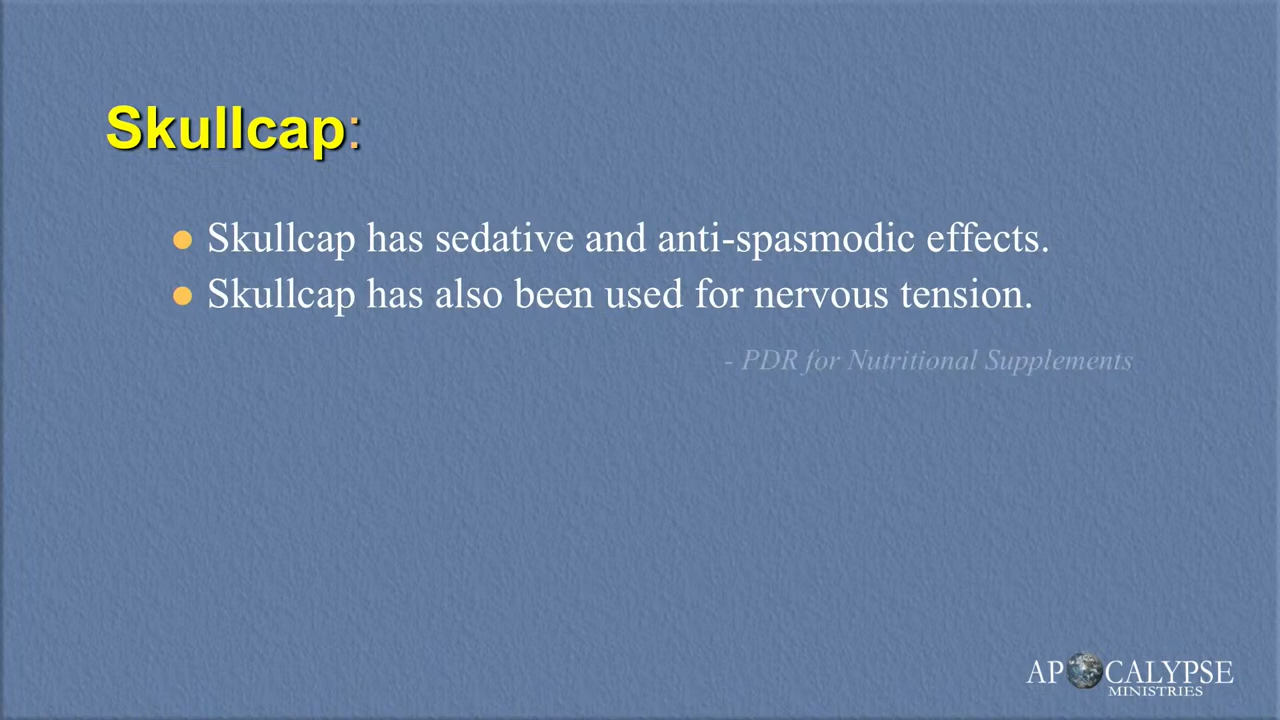 Skullcap:
Skullcap has sedative and anti-spasmodic effects.
Skullcap has also been used for nervous tension.
- PDR for Nutritional Supplements
APOCALYPSE
MINISTRIES